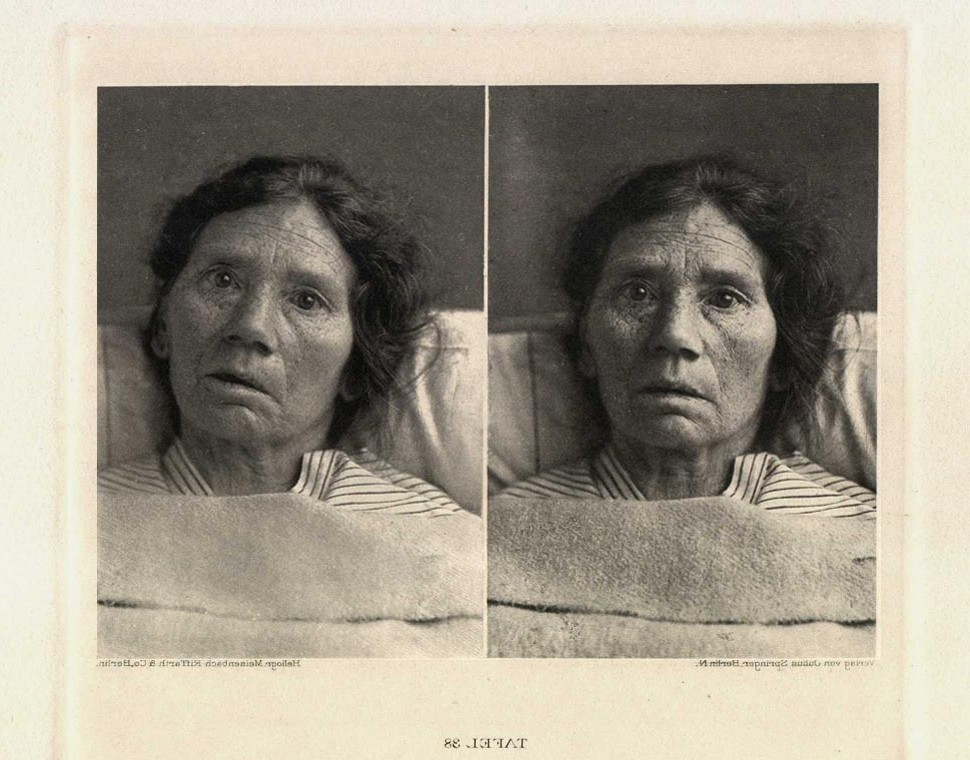 Heliogr. Meisenbach Riffarth & Co., Berlin.
Verlag von Julius Springer, Berlin N.
TAFEL 38